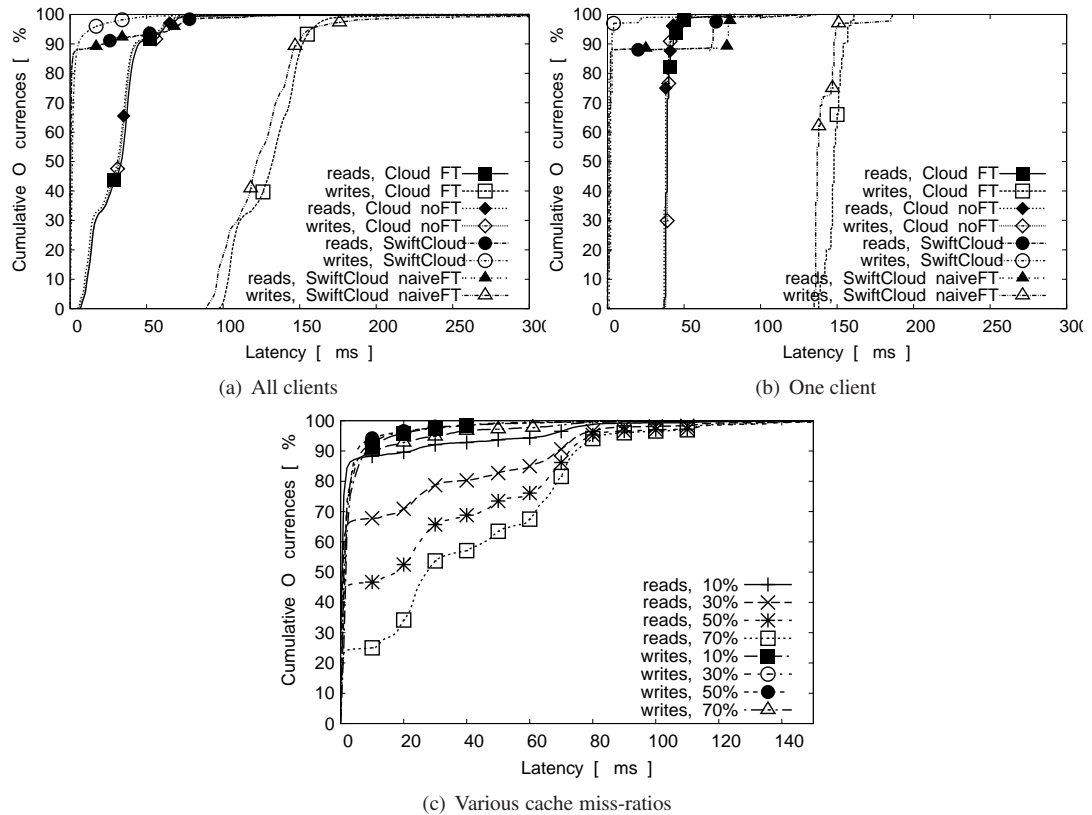 100
90
80
70
60
50
40
30
20
10
0
Cumulative O currences [ %
reads, Cloud FT
writes, Cloud FT
reads, Cloud noFT
writes, Cloud noFT
reads, SwiftCloud
writes, SwiftCloud
reads, SwiftCloud naiveFT
writes, SwiftCloud naiveFT
0 50 100 150 200 250 300
Latency [ ms
(a) All clients
100
90
80
70
60
50
40
30
20
10
0
Cumulative O currences [ %
reads, Cloud FT
writes, Cloud FT
reads, Cloud noFT
writes, Cloud noFT
reads, SwiftCloud
writes, SwiftCloud
reads, SwiftCloud naiveFT
writes, SwiftCloud naiveFT
0 50 100 150 200 250 300
Latency [ ms
(b) One client
100
90
80
70
60
50
40
30
20
10
0
Cumulative O currences [ %
reads, 10%
reads, 30%
reads, 50%
reads, 70%
writes, 10%
writes, 30%
writes, 50%
writes, 70%
0 20 40 60 80 100 120 140
Latency [ ms
(c) Various cache miss-ratios